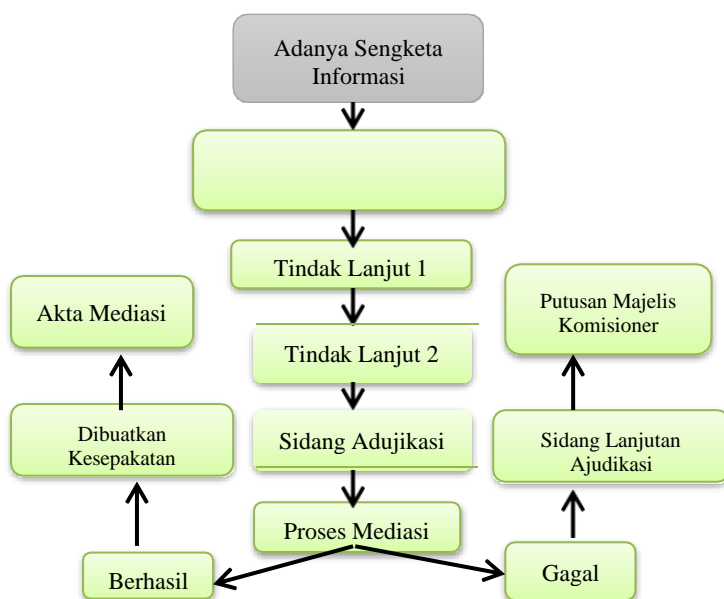 Adanya Sengketa
Informasi
Tindak Lanjut 1
Akta Mediasi
Putusan Majelis
Komisioner
Tindak Lanjut 2
Dibuatkan
Kesepakatan
Sidang Adujikasi
Sidang Lanjutan
Ajudikasi
Proses Mediasi
Berhasil
Gagal